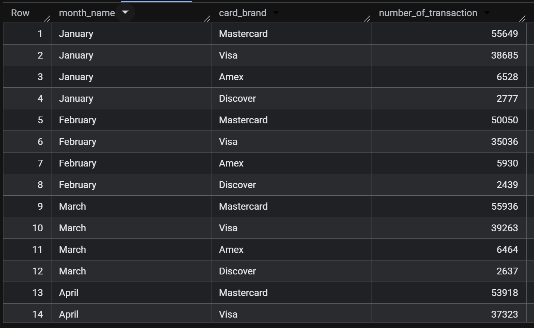 Row month_name card_brand number_of_transaction
1 January Mastercard 55649
2 January Visa 38685
3 January Amex 6528
4 January Discover 2777
5 February Mastercard 50050
6 February Visa 35036
7 February Amex 5930
8 February Discover 2439
9 March Mastercard 55936
10 March Visa 39263
11 March Amex 6464
12 March Discover 2637
13 April Mastercard 53918
14 April Visa 37323